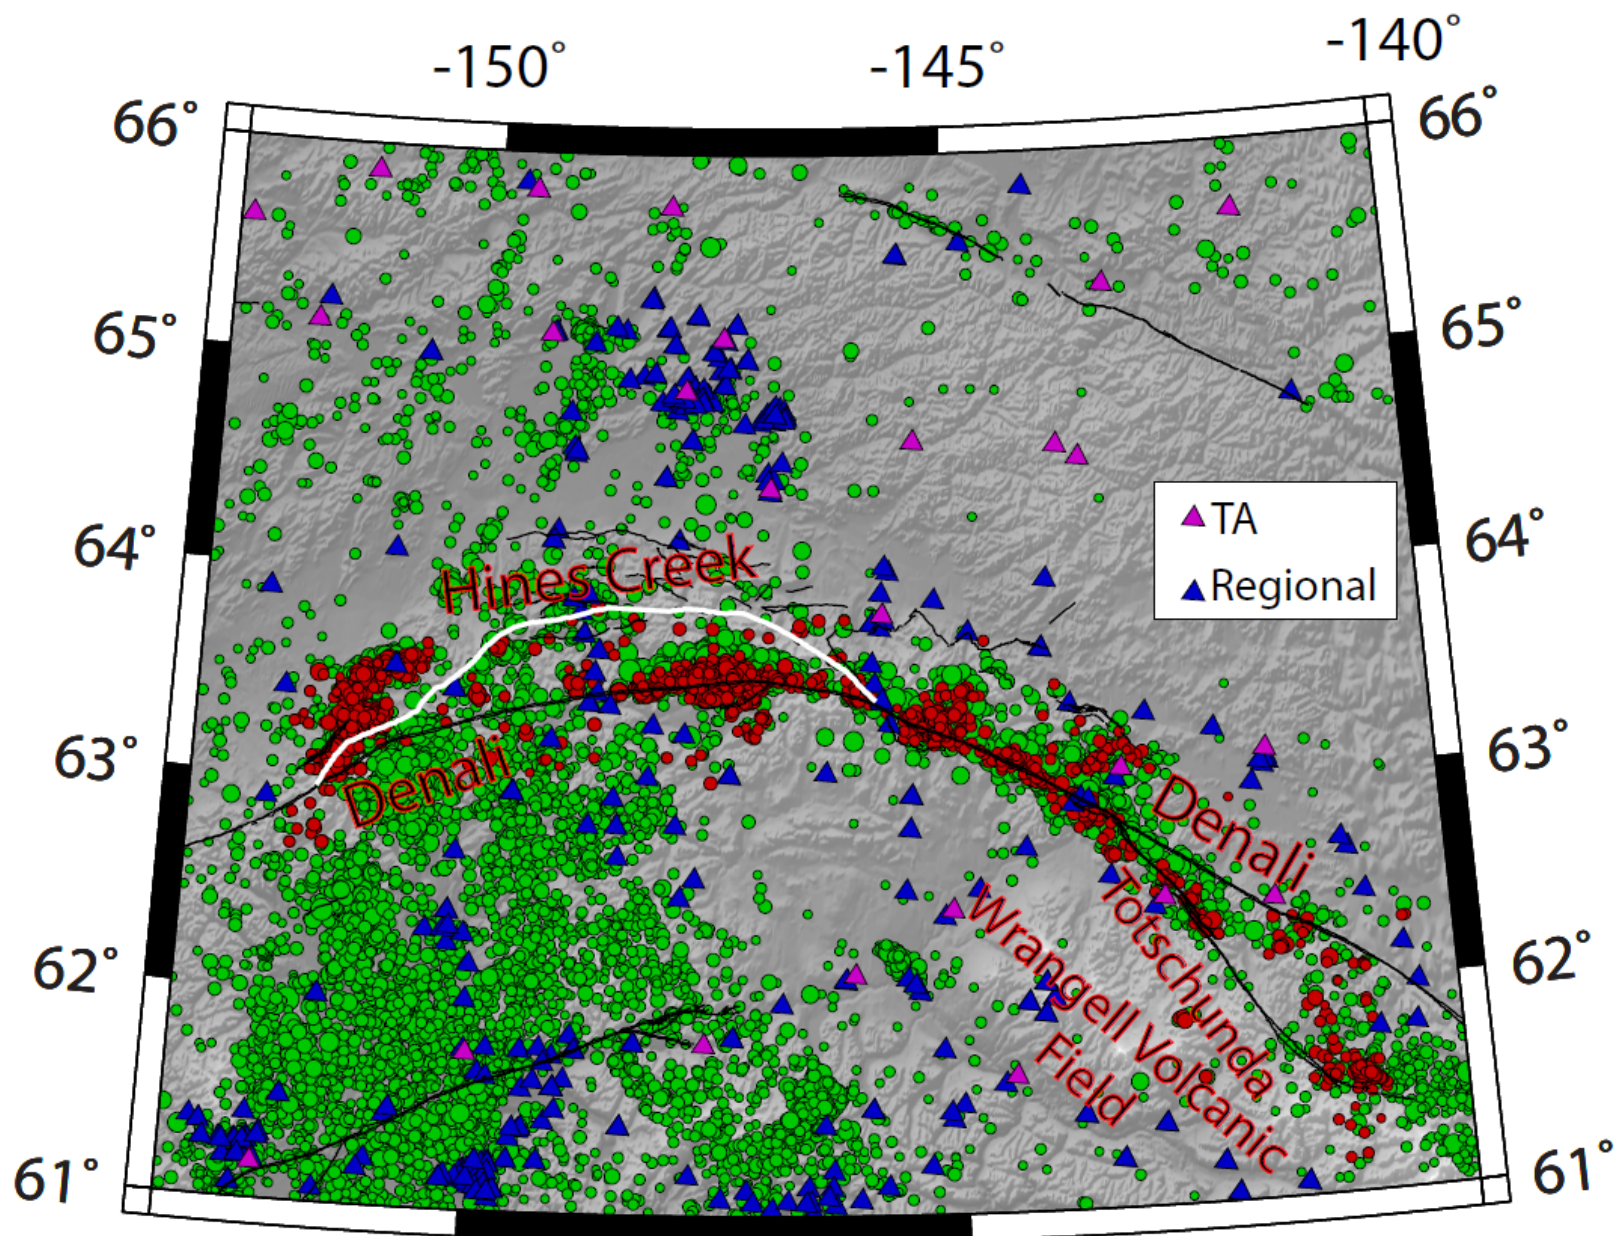 -150°
-145°
-140°
66°
66°
65°
65°
64°
64°
63°
63°
62°
62°
61°
61°
TA
Regional
Hines Creek
Denali
Denali
Totschunda
Wrangell Volcanic
Field